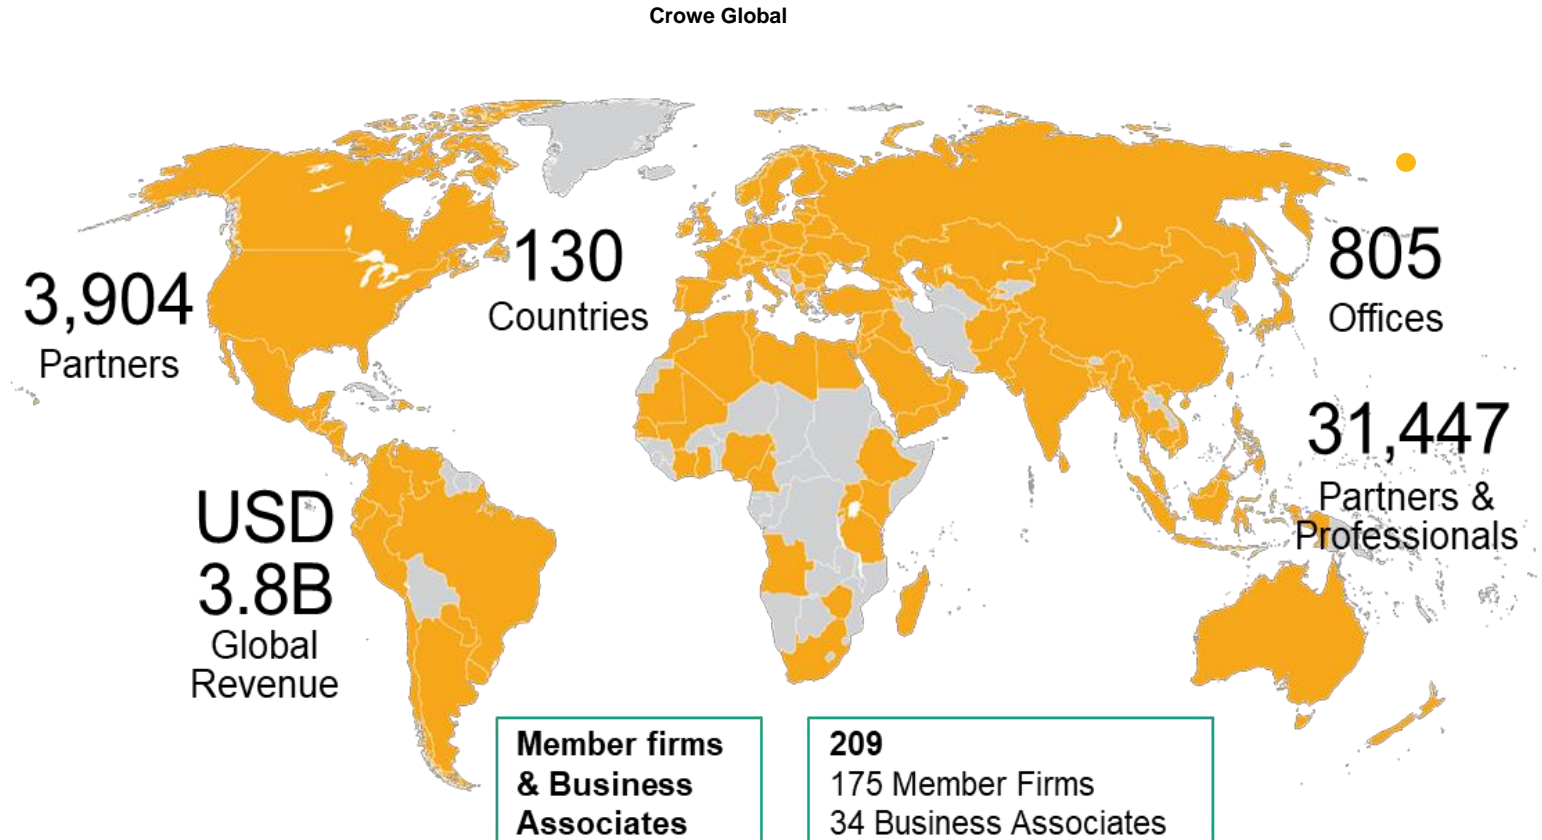 Crowe Global
130
Countries
805
Offices
3,904
Partners
31,447
Partners &
Professionals
USD
3.8B
Global
Revenue
Member firms
& Business
Associates
209
175 Member Firms
34 Business Associates